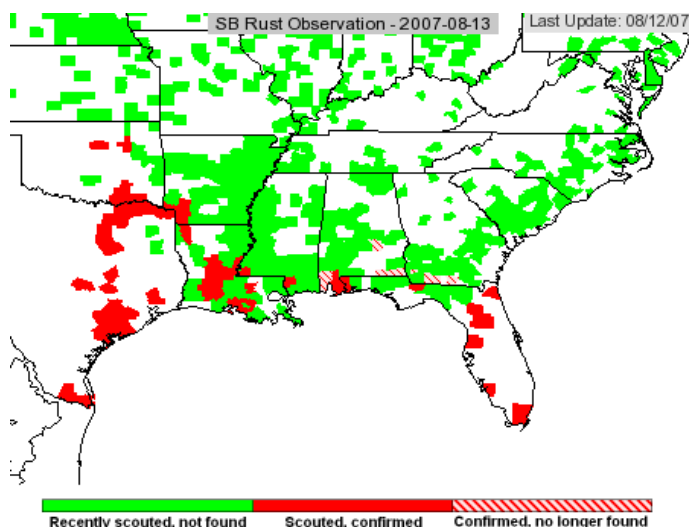 SB Rust Observation - 2007-08-13
Last Update: 08/12/07
Recently scouted, not found
Scouted, confirmed
Confirmed, no longer found